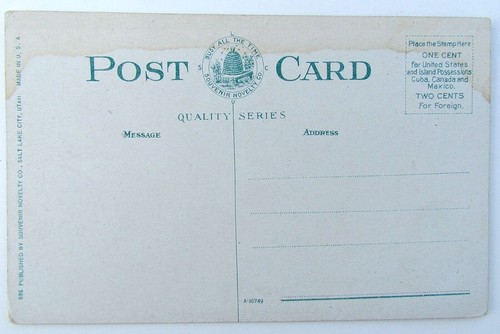 POST CARD
BUSY ALL THE TIME
SOUVENIR NOVELTY CO
QUALITY SERIES
MESSAGE
ADDRESS
Place the Stamp Here
ONE CENT
for United States
and Island Possessions
Cuba, Canada and
Mexico.
TWO CENTS
For Foreign.
PUBLISHED BY SOUVENIR NOVELTY CO., SALT LAKE CITY, UTAH MADE IN U.S.A.
A-90749